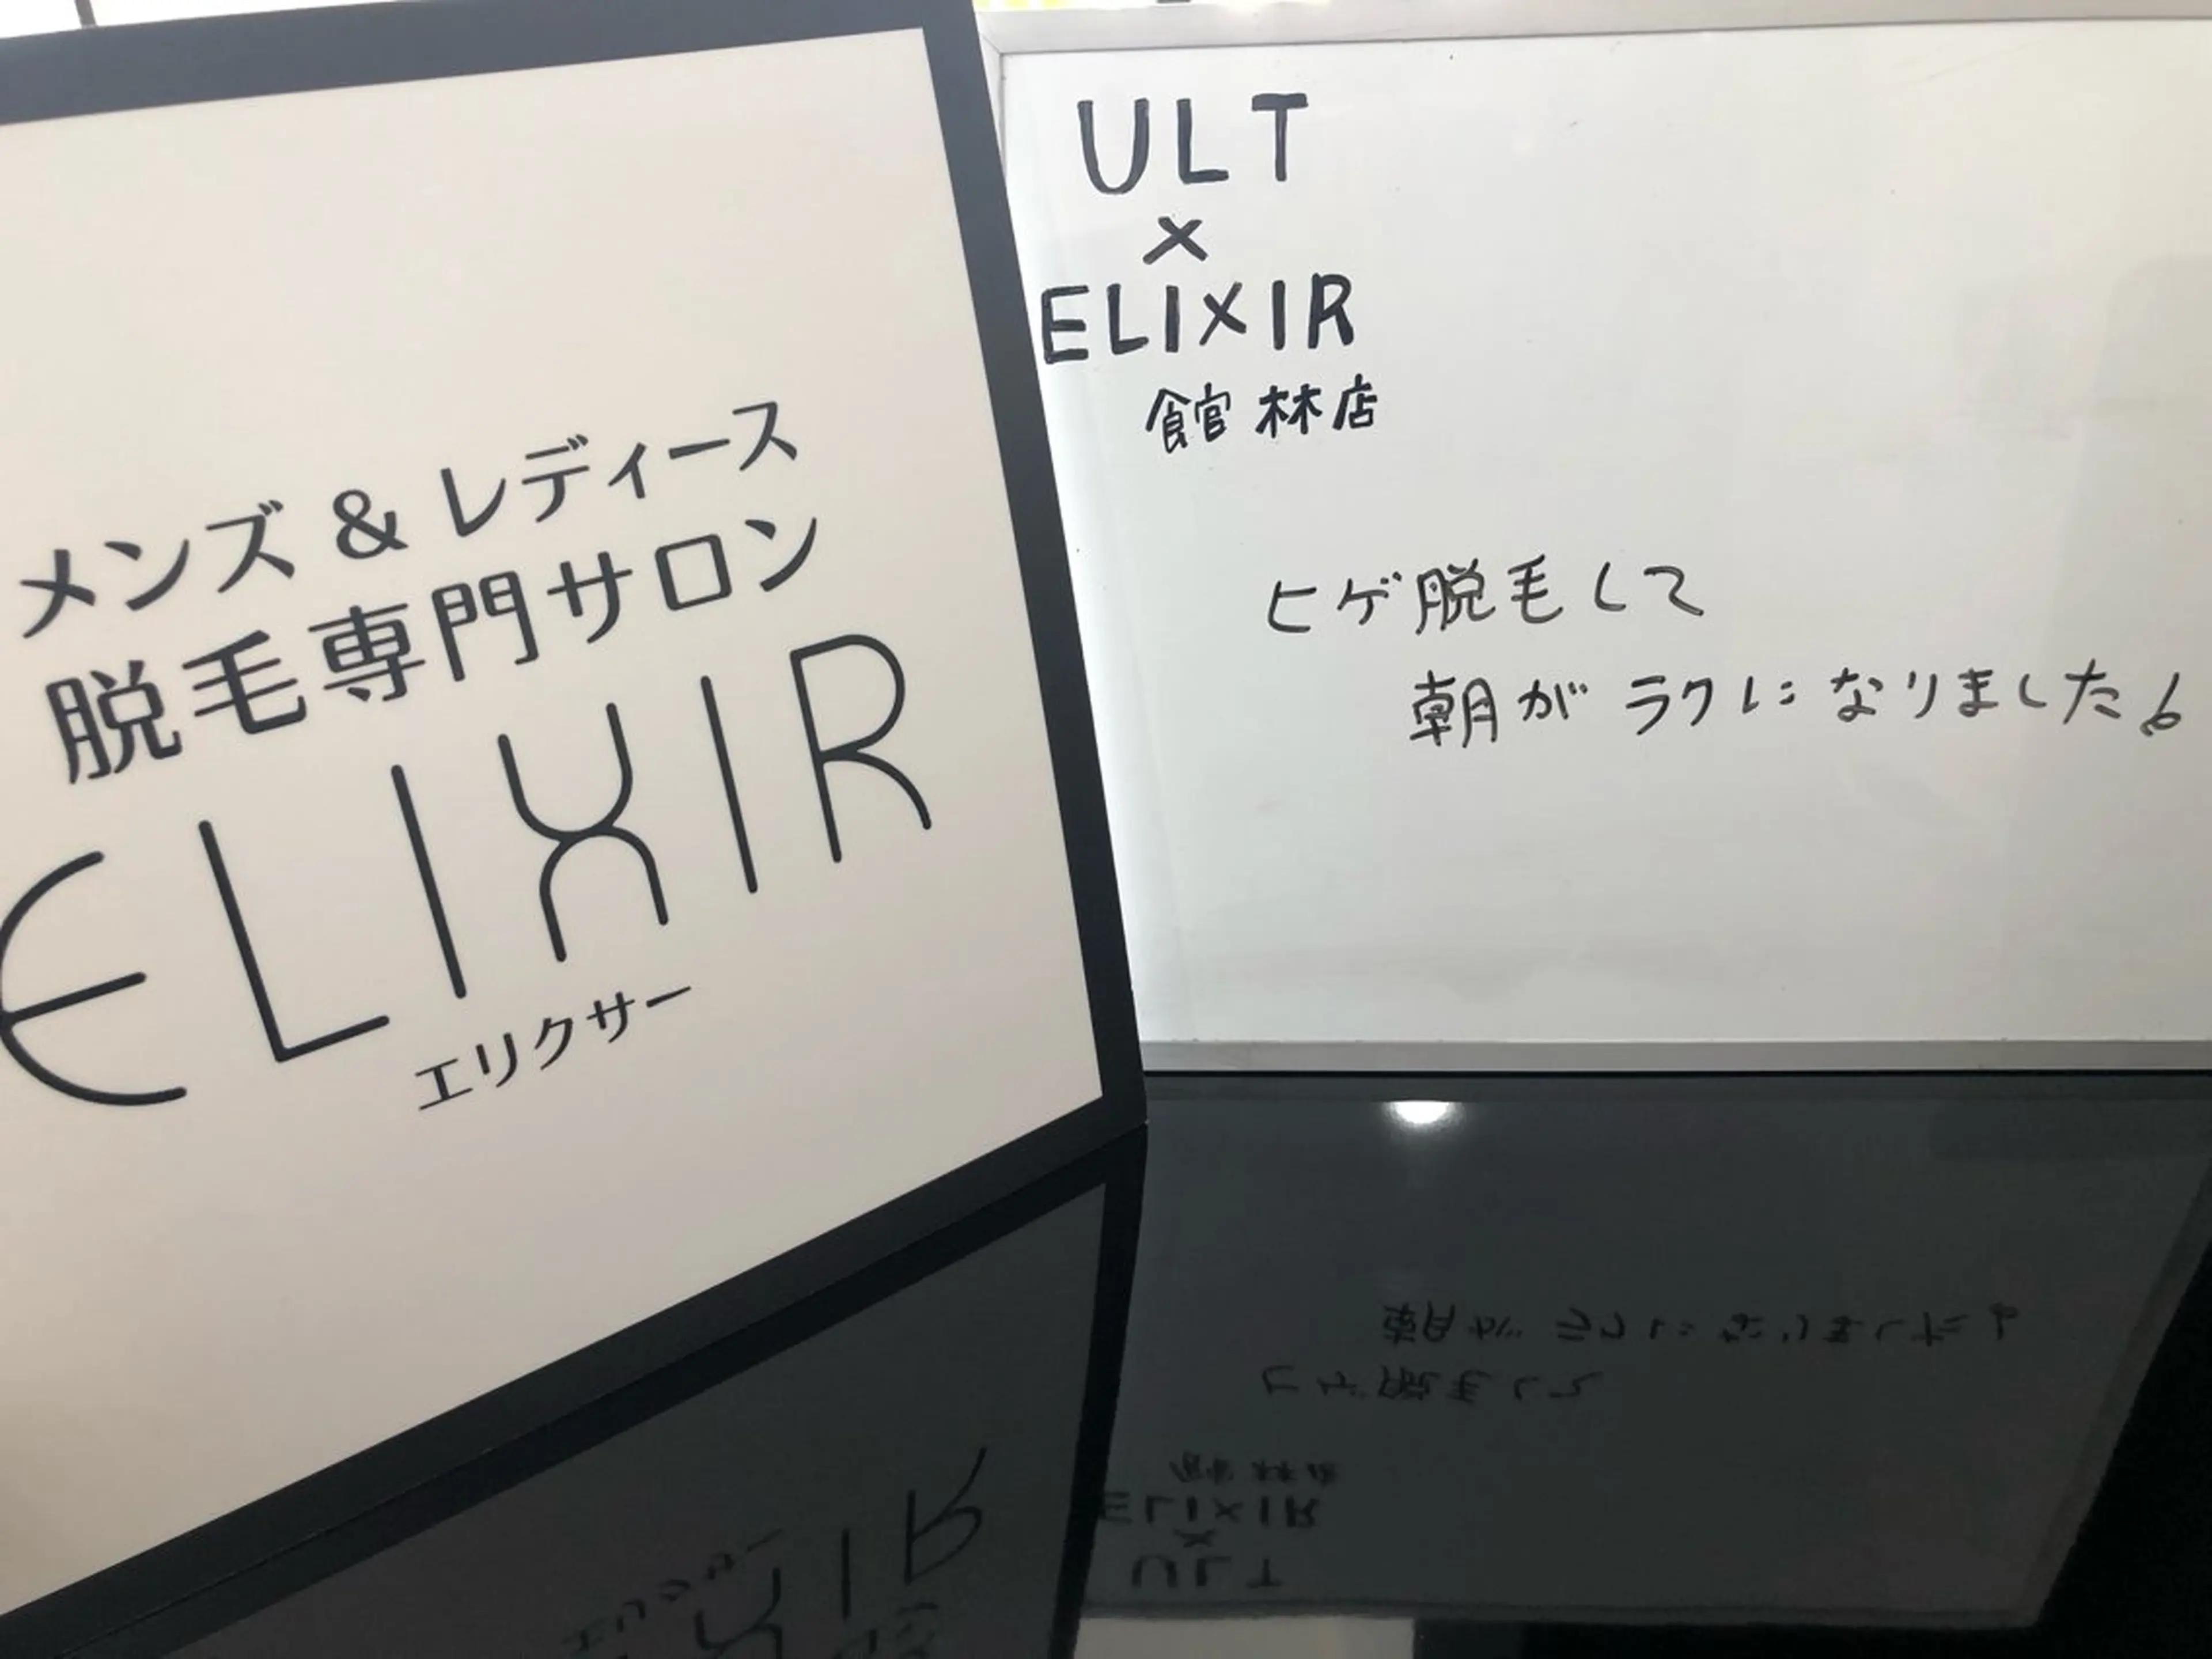 メンズ & レディース
脱毛専門サロン
ELIXIR
エリクサー
ULT
×
ELIXIR
館林店
ヒゲ脱毛して
朝がラクになりました!